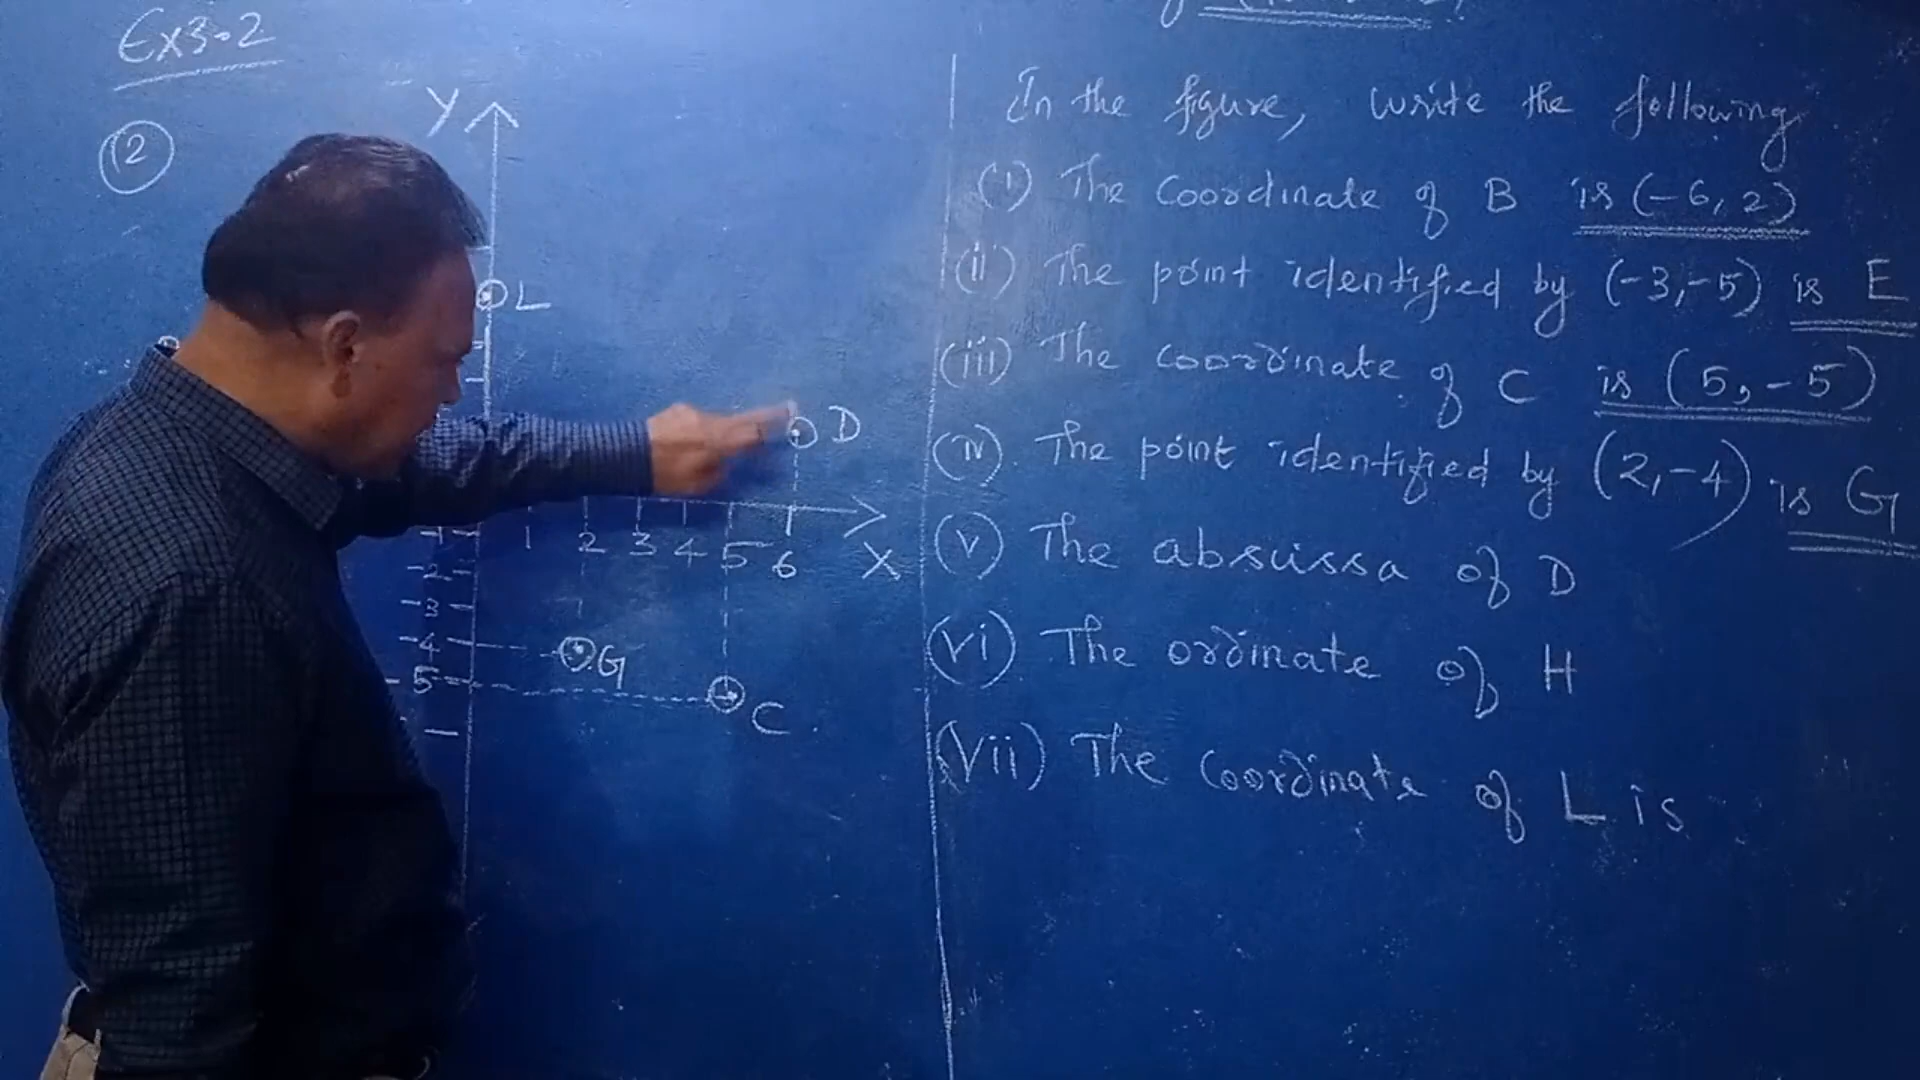 Ex3.2
2
Y
L
D
1 2 3 4 5 6
X
-1
-2
-3
-4
G
-5
C
In the figure, write the following
(i) The Coordinate of B is (-6, 2)
(ii) The point identified by (-3,-5) is E
(iii) The coordinate of C is (5, -5)
(iv) The point identified by (2,-4) is G
(v) The abscissa of D
(vi) The ordinate of H
(vii) The Coordinate of L is